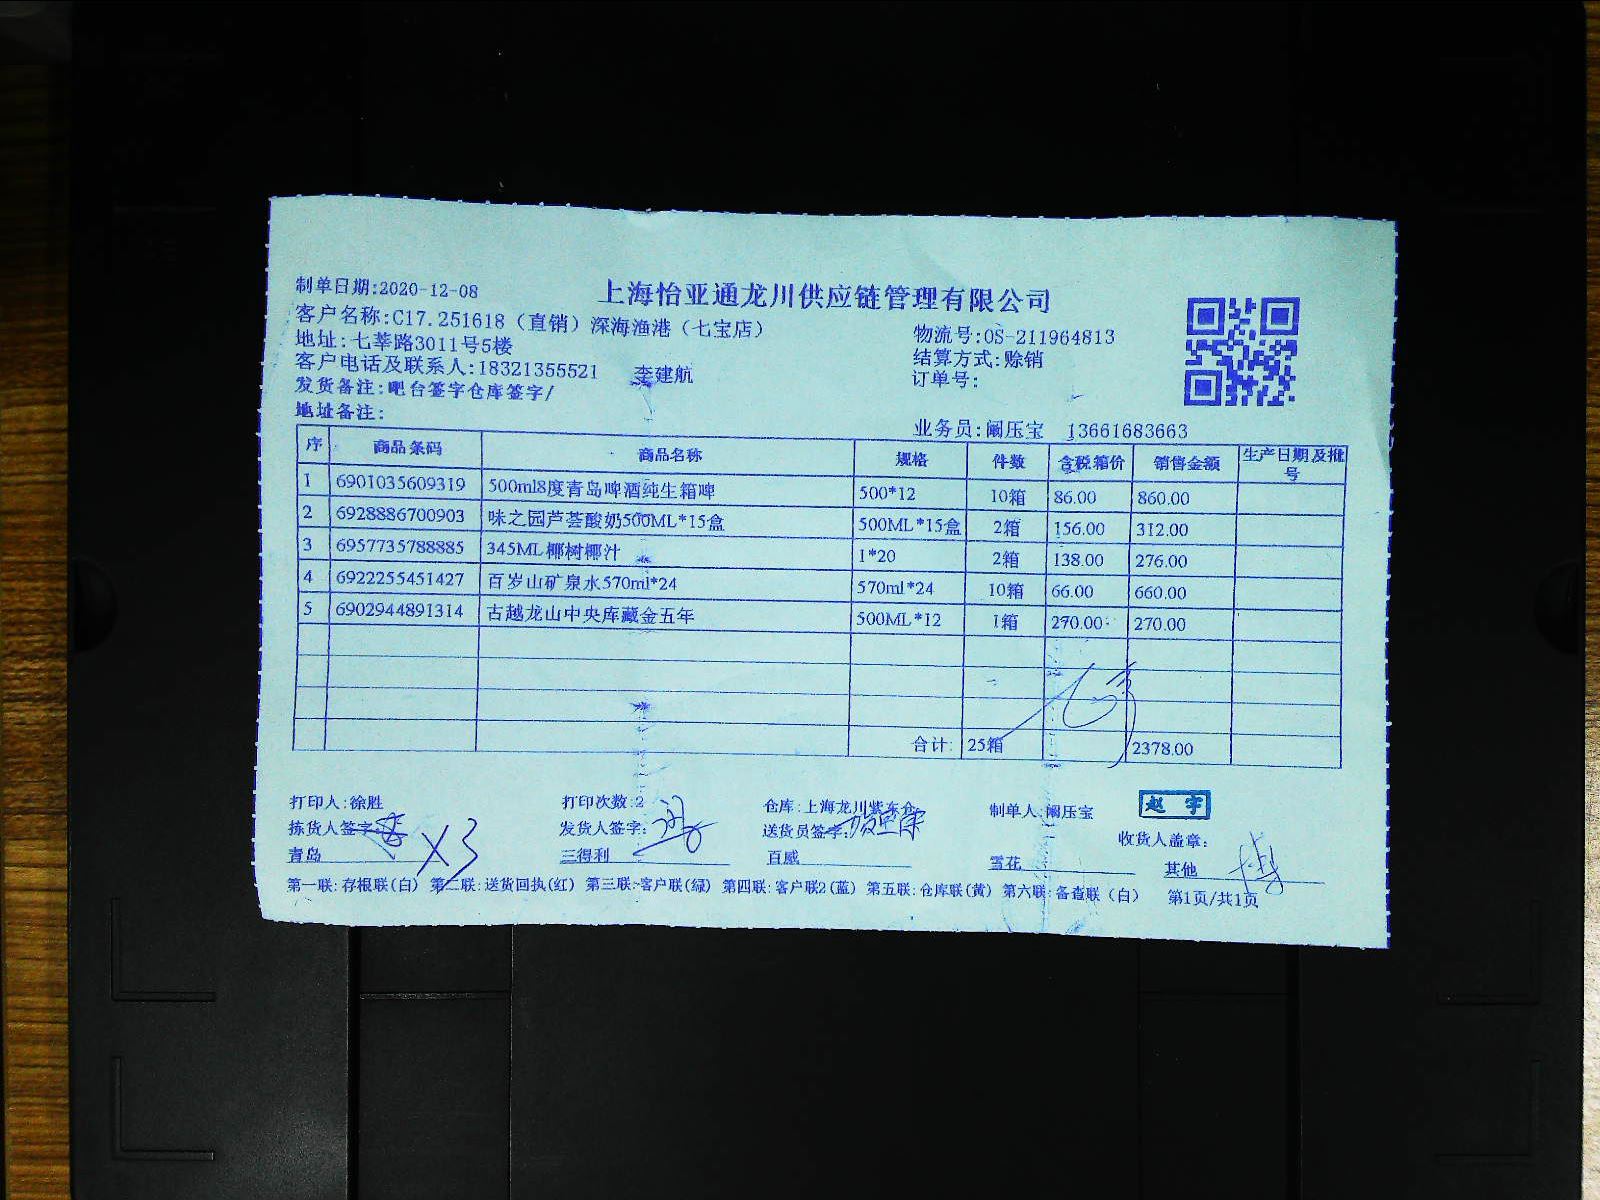 制单日期:2020-12-08
上海怡亚通龙川供应链管理有限公司
客户名称:C17.251618（直销）深海渔港（七宝店）
物流号:OS-211964813
地址:七莘路3011号5楼
结算方式:赊销
客户电话及联系人:18321355521 李建航
订单号:
发货备注:吧台签字仓库签字/
地址备注:
业务员:阚压宝 13661683663
序 商品条码 商品名称 规格 件数 含税箱价 销售金额 生产日期及批号
1 6901035609319 500ml8度青岛啤酒纯生箱啤 500*12 10箱 86.00 860.00
2 6928886700903 味之园芦荟酸奶500ML*15盒 500ML*15盒 2箱 156.00 312.00
3 6957735788885 345ML椰树椰汁 1*20 2箱 138.00 276.00
4 6922255451427 百岁山矿泉水570ml*24 570ml*24 10箱 66.00 660.00
5 6902944891314 古越龙山中央库藏金五年 500ML*12 1箱 270.00 270.00
合计: 25箱 2378.00
打印人:徐胜 打印次数:2 仓库:上海龙川紫东仓 制单人:阚压宝 赵宇
拣货人签字: X3 发货人签字: 送货员签字: 收货人盖章:
青岛 三得利 百威 雪花 其他
第一联:存根联(白) 第二联:送货回执(红) 第三联:客户联(绿) 第四联:客户联2(蓝) 第五联:仓库联(黄) 第六联:备查联（白） 第1页/共1页